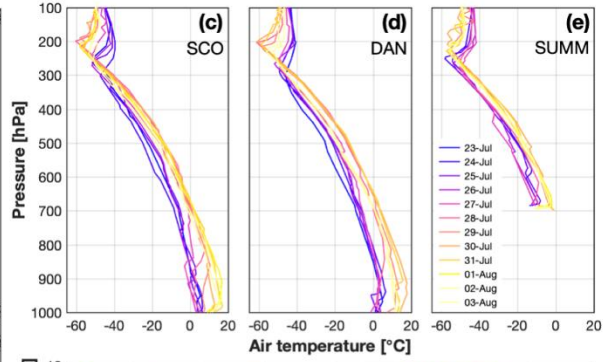 100
200
300
400
500
600
700
800
900
1000
Pressure [hPa]
(c)
SCO
-60 -40 -20 0 20
(d)
DAN
-60 -40 -20 0 20
(e)
SUMM
23-Jul
24-Jul
25-Jul
26-Jul
27-Jul
28-Jul
29-Jul
30-Jul
31-Jul
01-Aug
02-Aug
03-Aug
-60 -40 -20 0 20
Air temperature [°C]